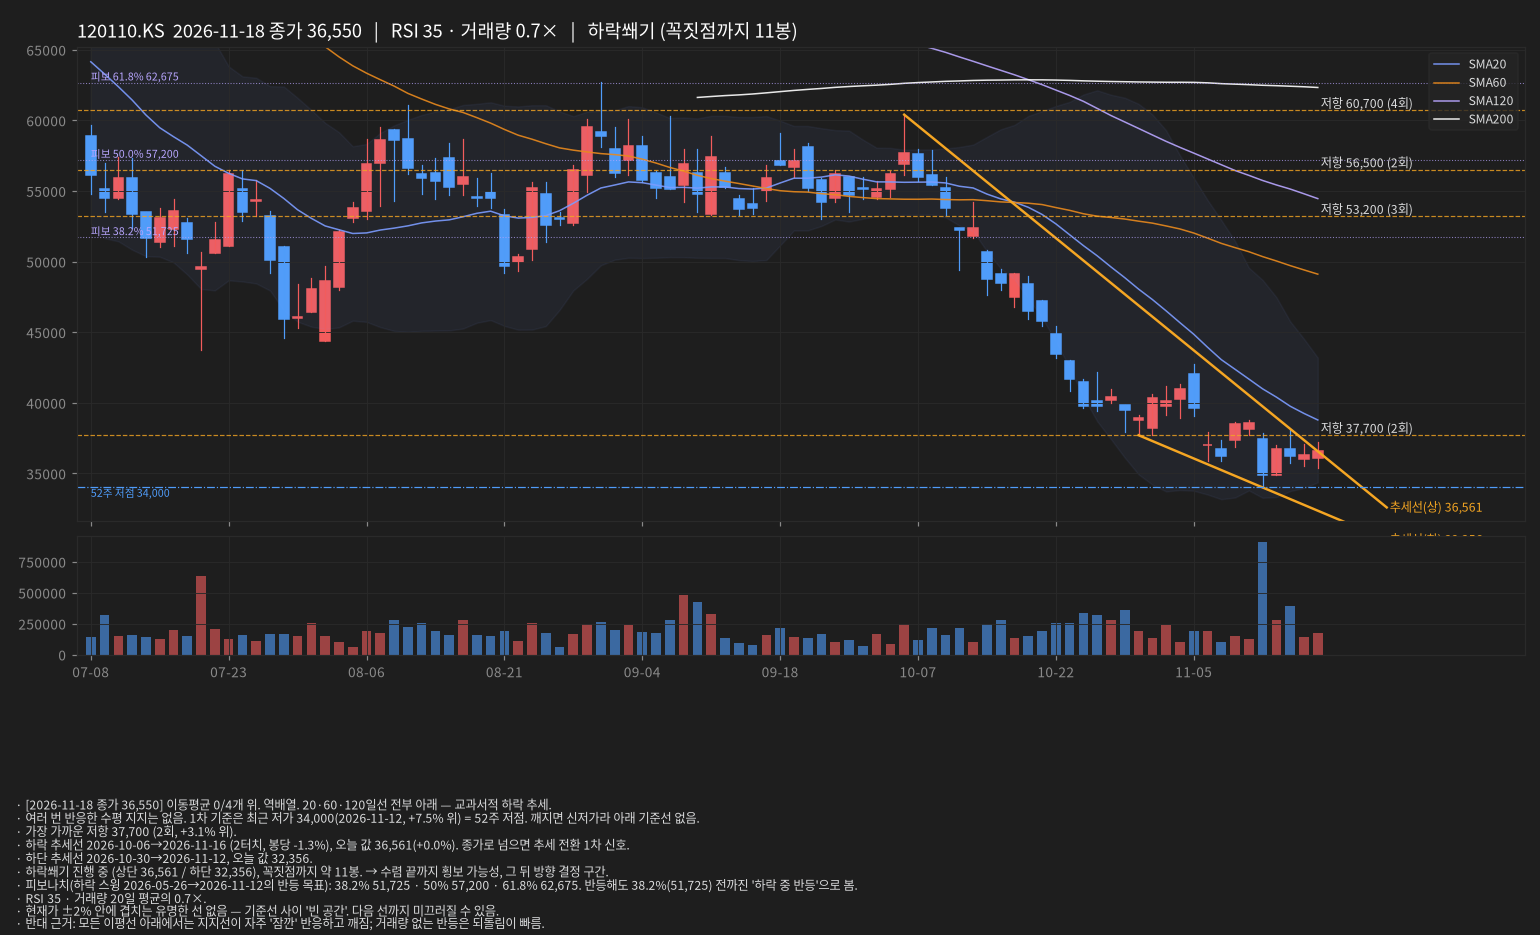 120110.KS 2026-11-18 종가 36,550 | RSI 35 · 거래량 0.7× | 하락쐐기 (꼭짓점까지 11봉)
65000
60000
55000
50000
45000
40000
35000
피보 61.8% 62,675
피보 50.0% 57,200
피보 38.2% 51,725
52주 저점 34,000
SMA20
SMA60
SMA120
SMA200
저항 60,700 (4회)
저항 56,500 (2회)
저항 53,200 (3회)
저항 37,700 (2회)
추세선(상) 36,561
750000
500000
250000
0
07-08
07-23
08-06
08-21
09-04
09-18
10-07
10-22
11-05
· [2026-11-18 종가 36,550] 이동평균 0/4개 위. 역배열. 20·60·120일선 전부 아래 — 교과서적 하락 추세.
· 여러 번 반응한 수평 지지는 없음. 1차 기준은 최근 저가 34,000(2026-11-12, +7.5% 위) = 52주 저점. 깨지면 신저가라 아래 기준선 없음.
· 가장 가까운 저항 37,700 (2회, +3.1% 위).
· 하락 추세선 2026-10-06→2026-11-16 (2터치, 봉당 -1.3%), 오늘 값 36,561(+0.0%). 종가로 넘으면 추세 전환 1차 신호.
· 하단 추세선 2026-10-30→2026-11-12, 오늘 값 32,356.
· 하락쐐기 진행 중 (상단 36,561 / 하단 32,356), 꼭짓점까지 약 11봉. → 수렴 끝까지 횡보 가능성, 그 뒤 방향 결정 구간.
· 피보나치(하락 스윙 2026-05-26→2026-11-12의 반등 목표): 38.2% 51,725 · 50% 57,200 · 61.8% 62,675. 반등해도 38.2%(51,725) 전까진 '하락 중 반등'으로 봄.
· RSI 35 · 거래량 20일 평균의 0.7×.
· 현재가 ±2% 안에 겹치는 유명한 선 없음 — 기준선 사이 '빈 공간'. 다음 선까지 미끄러질 수 있음.
· 반대 근거: 모든 이평선 아래에서는 지지선이 자주 '잠깐' 반응하고 깨짐; 거래량 없는 반등은 되돌림이 빠름.